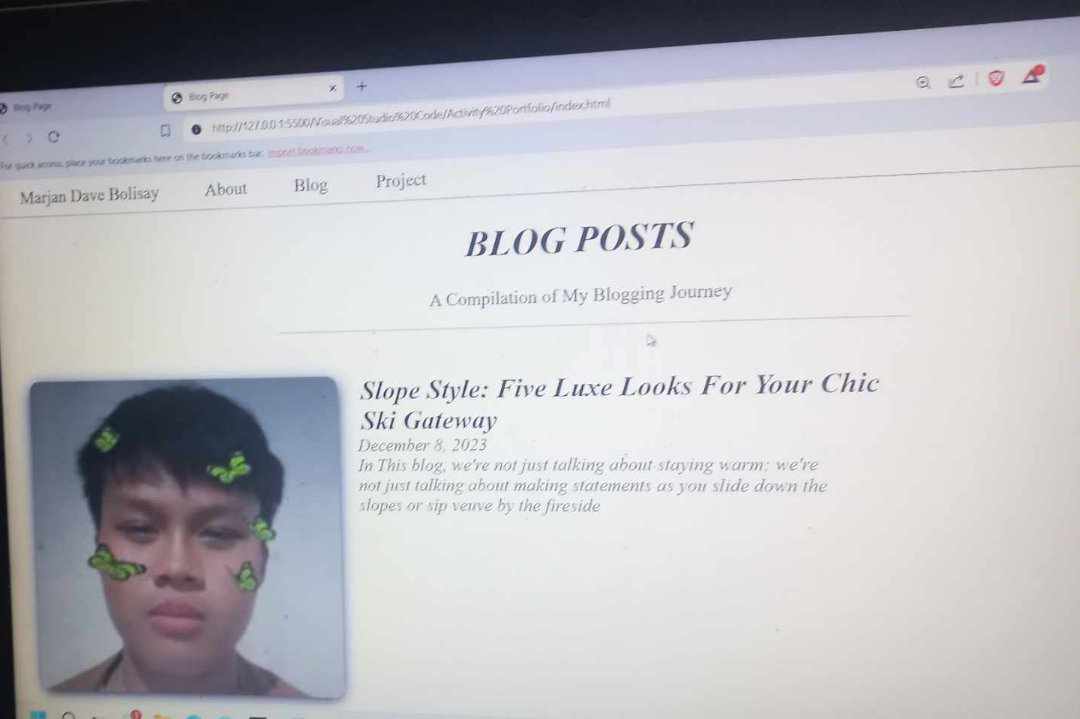 Blog Page
Blog Page
http://127.0.0.1:5500/Visual%20Studio%20Code/Activity%20Portfolio/index.html
For quick access, place your bookmarks here on the bookmarks bar. Import bookmarks now...
Marjan Dave Bolisay About Blog Project
BLOG POSTS
A Compilation of My Blogging Journey
Slope Style: Five Luxe Looks For Your Chic
Ski Gateway
December 8, 2023
In This blog, we're not just talking about staying warm; we're
not just talking about making statements as you slide down the
slopes or sip veuve by the fireside